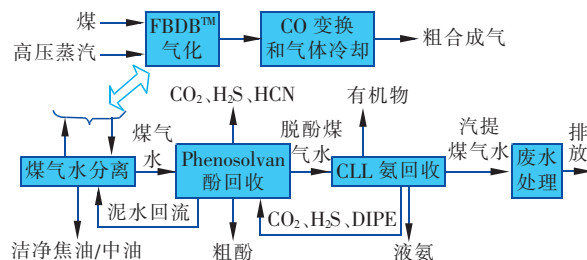 煤
高压蒸汽
FBDB™
气化
CO 变换
和气体冷却
粗合成气
CO₂、H₂S、HCN
有机物
煤气水分离
煤气
水
Phenosolvan
酚回收
脱酚煤
气水
CLL 氨回收
汽提
煤气水
废水
处理
排放
泥水回流
CO₂、H₂S、DIPE
洁净焦油/中油
粗酚
液氨